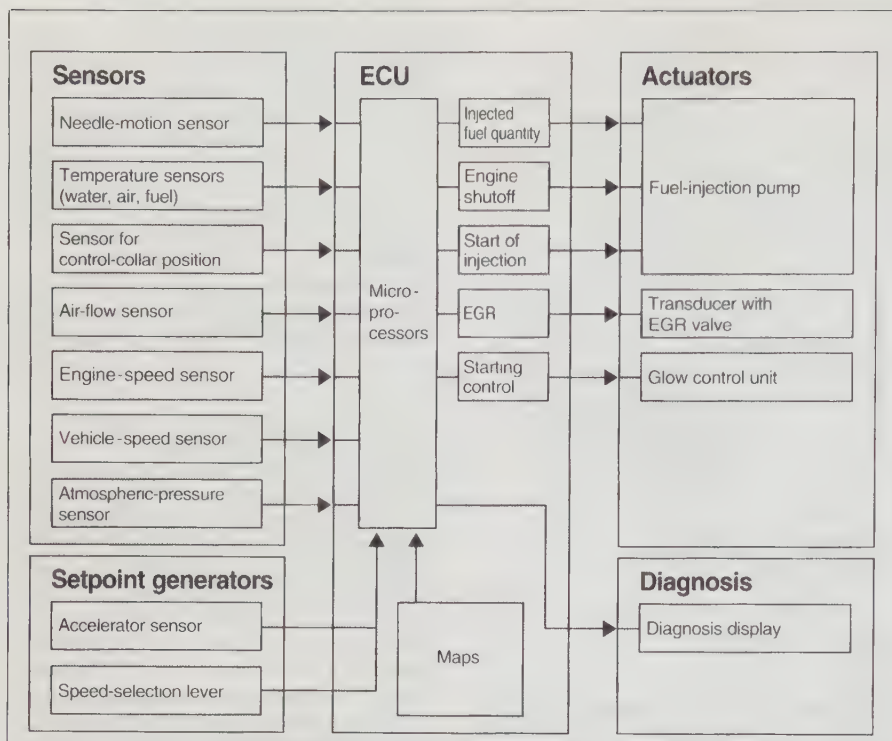 Sensors
Needle-motion sensor
Temperature sensors
(water, air, fuel)
Sensor for
control-collar position
Air-flow sensor
Engine-speed sensor
Vehicle-speed sensor
Atmospheric-pressure
sensor
Setpoint generators
Accelerator sensor
Speed-selection lever
ECU
Micro-
pro-
cessors
Injected
fuel quantity
Engine
shutoff
Start of
injection
EGR
Starting
control
Maps
Actuators
Fuel-injection pump
Transducer with
EGR valve
Glow control unit
Diagnosis
Diagnosis display